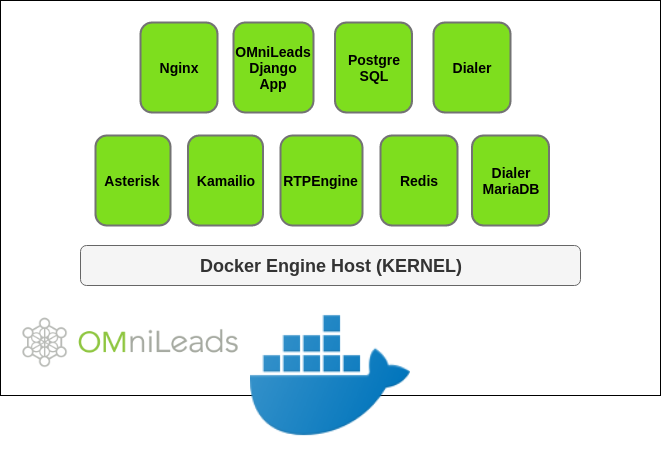 Nginx
OMniLeads
Django
App
Postgre
SQL
Dialer
Asterisk
Kamailio
RTPEngine
Redis
Dialer
MariaDB
Docker Engine Host (KERNEL)
OMniLeads